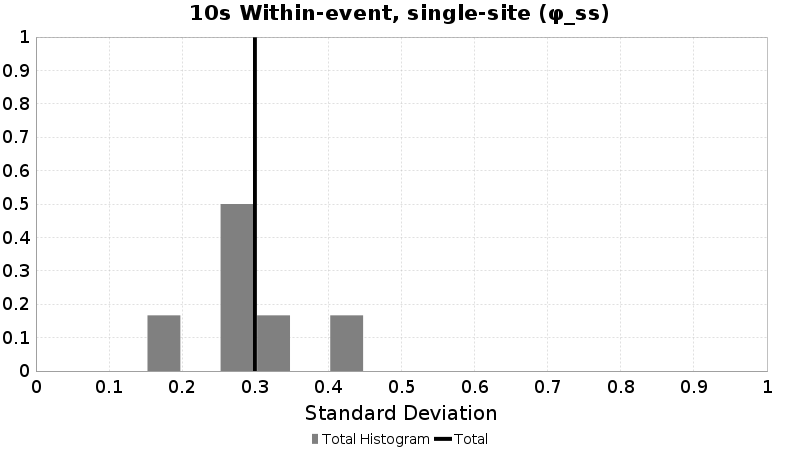 10s Within-event, single-site (φ_ss)
1
0.9
0.8
0.7
0.6
0.5
0.4
0.3
0.2
0.1
0
0 0.1 0.2 0.3 0.4 0.5 0.6 0.7 0.8 0.9 1
Standard Deviation
Total Histogram Total